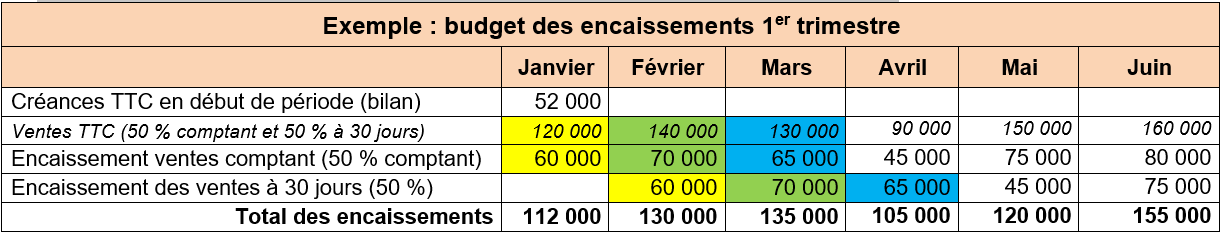 Exemple : budget des encaissements 1er trimestre
Janvier Février Mars Avril Mai Juin
Créances TTC en début de période (bilan) 52 000
Ventes TTC (50 % comptant et 50 % à 30 jours) 120 000 140 000 130 000 90 000 150 000 160 000
Encaissement ventes comptant (50 % comptant) 60 000 70 000 65 000 45 000 75 000 80 000
Encaissement des ventes à 30 jours (50 %) 60 000 70 000 65 000 45 000 75 000
Total des encaissements 112 000 130 000 135 000 105 000 120 000 155 000